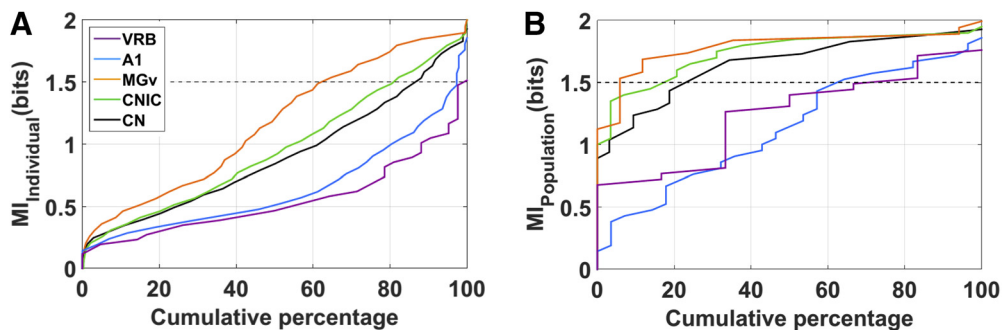 A
MI_Individual (bits)
2
1.5
1
0.5
0
VRB
A1
MGv
CNIC
CN
0 20 40 60 80 100
Cumulative percentage
B
MI_Population (bits)
2
1.5
1
0.5
0
0 20 40 60 80 100
Cumulative percentage